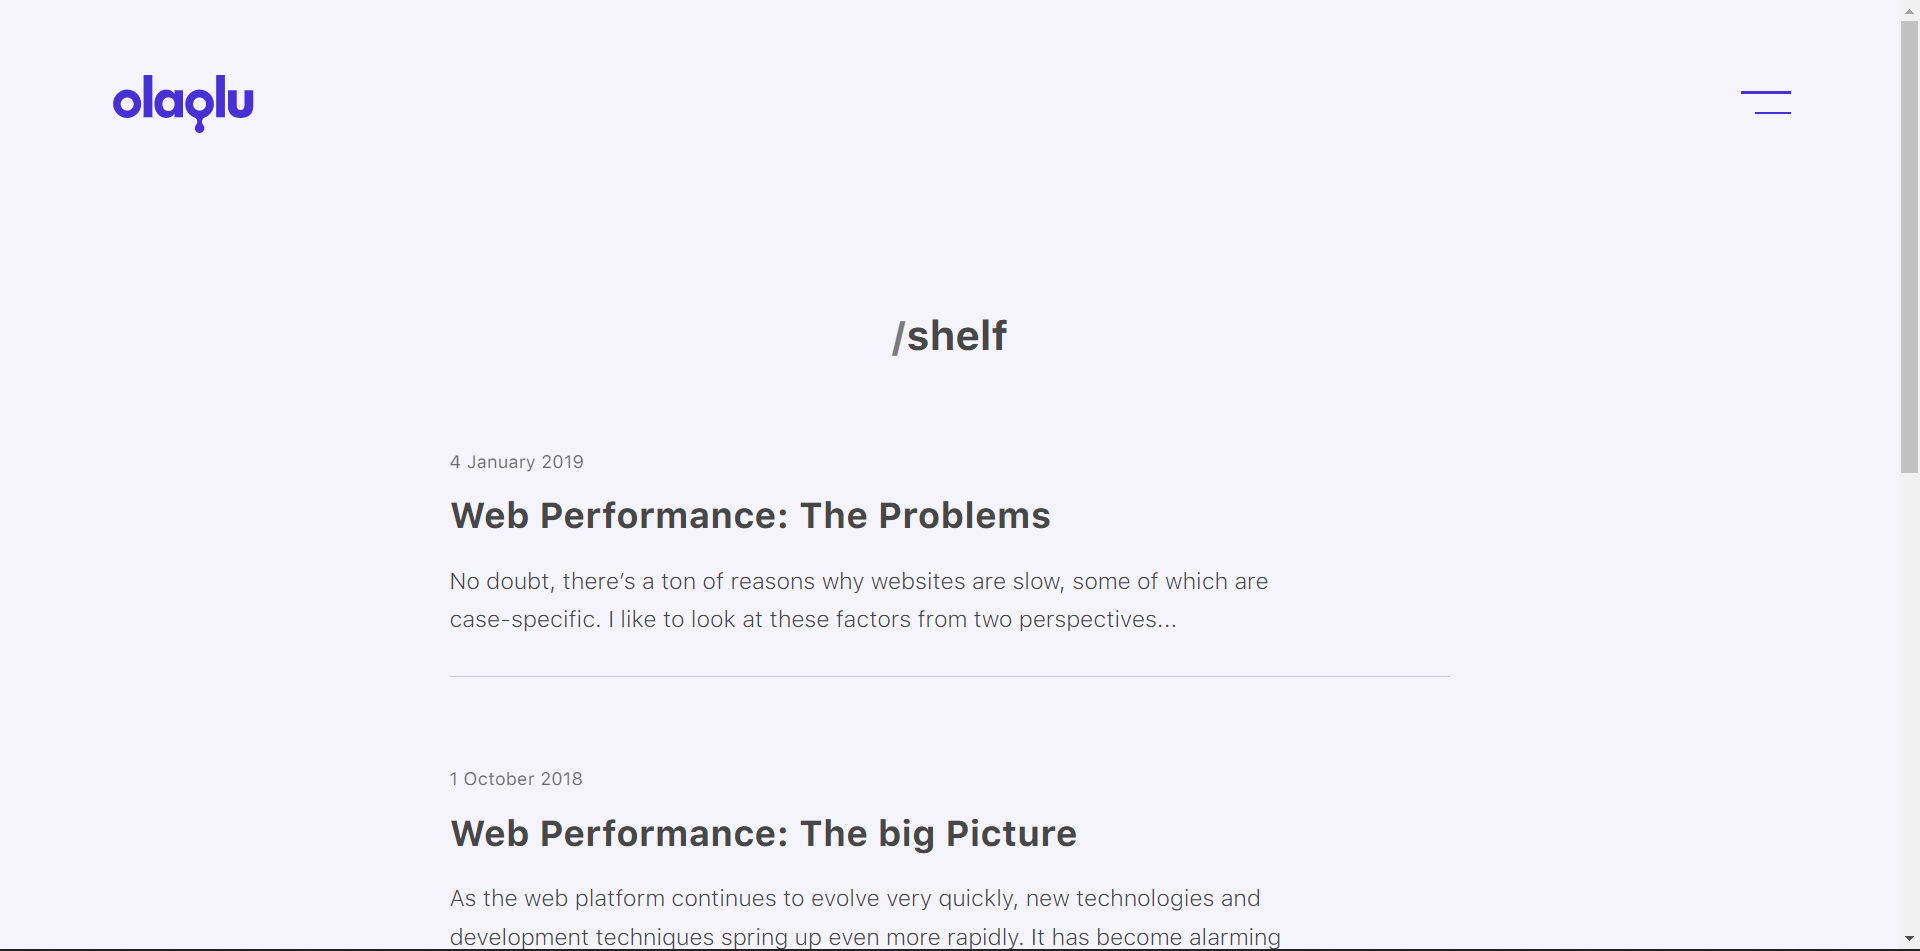 olaolu
/shelf
4 January 2019
Web Performance: The Problems
No doubt, there’s a ton of reasons why websites are slow, some of which are
case-specific. I like to look at these factors from two perspectives...
1 October 2018
Web Performance: The big Picture
As the web platform continues to evolve very quickly, new technologies and
development techniques spring up even more rapidly. It has become alarming